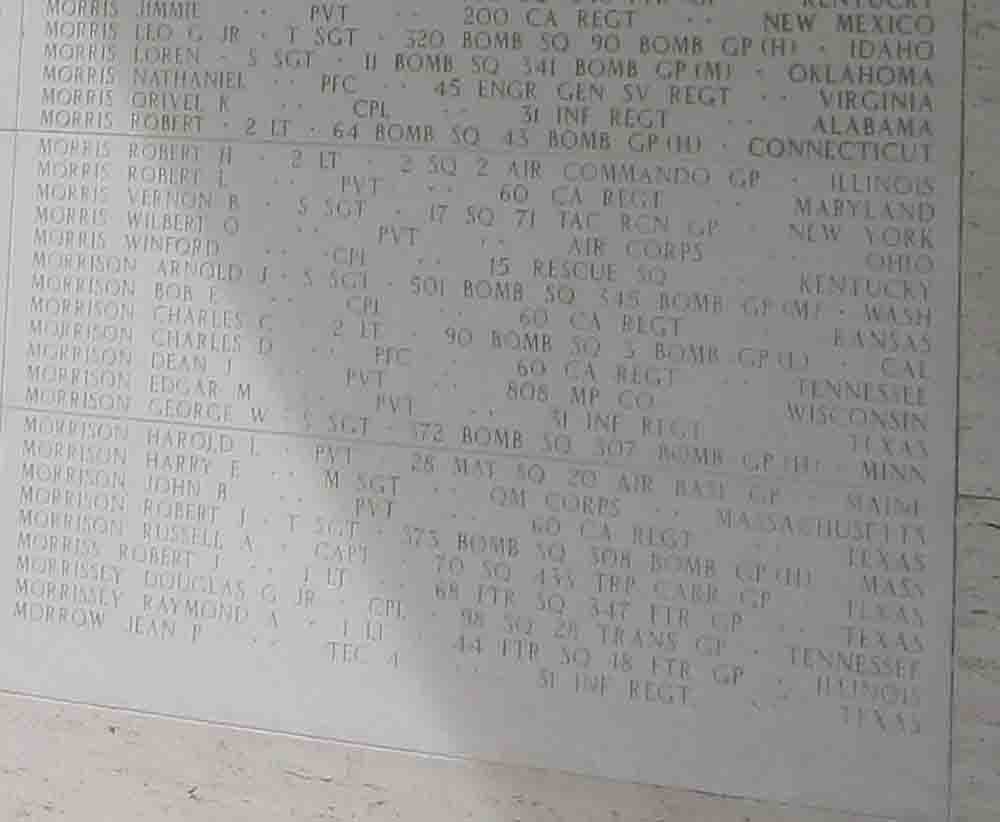 FTR GP KENTUCKY
MORRIS JIMMIE · · PVT · · 200 CA REGT · · NEW MEXICO
MORRIS LEO G JR · T SGT · 320 BOMB SQ 90 BOMB GP (H) · IDAHO
MORRIS LOREN · S SGT · 11 BOMB SQ 341 BOMB GP (M) · OKLAHOMA
MORRIS NATHANIEL · · PFC · · 45 ENGR GEN SV REGT · · VIRGINIA
MORRIS ORIVEL K · · CPL · · 31 INF REGT · · ALABAMA
MORRIS ROBERT · 2 LT · 64 BOMB SQ 43 BOMB GP (H) · CONNECTICUT
MORRIS ROBERT H · 2 LT · 2 SQ 2 AIR COMMANDO GP · ILLINOIS
MORRIS ROBERT L · · PVT · · 60 CA REGT · · MARYLAND
MORRIS VERNON B · S SGT · 17 SQ 71 TAC RCN GP · NEW YORK
MORRIS WILBERT O · · PVT · · AIR CORPS · · OHIO
MORRIS WINFORD · · CPL · · 15 RESCUE SQ · · KENTUCKY
MORRISON ARNOLD J · S SGT · 501 BOMB SQ 345 BOMB GP (M) · WASH
MORRISON BOB E · · CPL · · 60 CA REGT · · KANSAS
MORRISON CHARLES C · 2 LT · 90 BOMB SQ 3 BOMB GP (L) · CAL
MORRISON CHARLES D · · PFC · · 60 CA REGT · · TENNESSEE
MORRISON DEAN J · · PVT · · 808 MP CO · · WISCONSIN
MORRISON EDGAR M · · PVT · · 31 INF REGT · · TEXAS
MORRISON GEORGE W · S SGT · 372 BOMB SQ 307 BOMB GP (H) · MINN
MORRISON HAROLD L · PVT · 28 MAT SQ 20 AIR BASE GP · MAINE
MORRISON HARRY E · · M SGT · · QM CORPS · · MASSACHUSETTS
MORRISON JOHN B · · PVT · · 60 CA REGT · · TEXAS
MORRISON ROBERT J · T SGT · 373 BOMB SQ 308 BOMB GP (H) · MASS
MORRISON RUSSELL A · CAPT · 70 SQ 433 TRP CARR GP · TEXAS
MORRISS ROBERT J · 1 LT · 68 FTR SQ 347 FTR GP · TEXAS
MORRISSEY DOUGLAS G JR · CPL · 98 SQ 28 TRANS GP · TENNESSEE
MORRISSEY RAYMOND A · 1 LT · 44 FTR SQ 18 FTR GP · ILLINOIS
MORROW JEAN P · · TEC 4 · · 31 INF REGT · · TEXAS